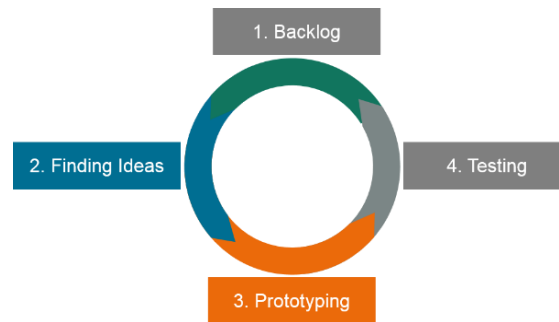 1. Backlog
2. Finding Ideas
4. Testing
3. Prototyping